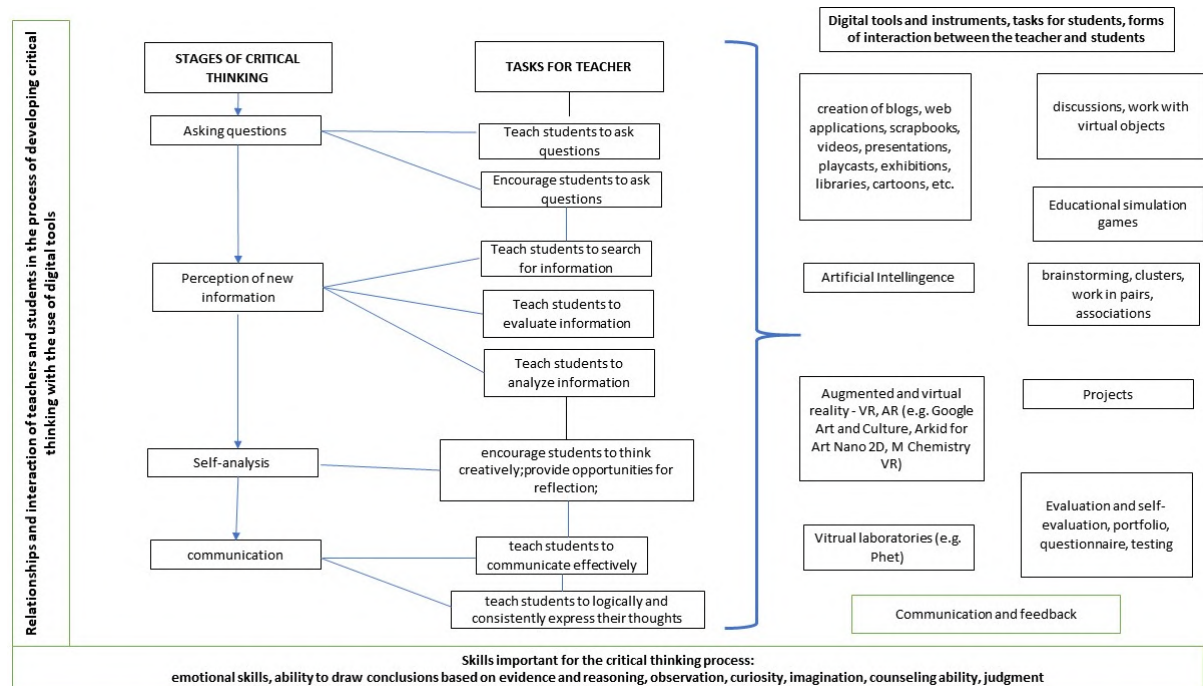 Relationships and interaction of teachers and students in the process of developing critical
thinking with the use of digital tools
STAGES OF CRITICAL
THINKING
Asking questions
Perception of new
information
Self-analysis
communication
TASKS FOR TEACHER
Teach students to ask
questions
Encourage students to ask
questions
Teach students to search
for information
Teach students to
evaluate information
Teach students to
analyze information
encourage students to think
creatively;provide opportunities for
reflection;
teach students to
communicate effectively
teach students to logically and
consistently express their thoughts
Digital tools and instruments, tasks for students, forms
of interaction between the teacher and students
creation of blogs, web
applications, scrapbooks,
videos, presentations,
playcasts, exhibitions,
libraries, cartoons, etc.
Artificial Intellingence
Augmented and virtual
reality - VR, AR (e.g. Google
Art and Culture, Arkid for
Art Nano 2D, M Chemistry
VR)
Vitrual laboratories (e.g.
Phet)
discussions, work with
virtual objects
Educational simulation
games
brainstorming, clusters,
work in pairs,
associations
Projects
Evaluation and self-
evaluation, portfolio,
questionnaire, testing
Communication and feedback
Skills important for the critical thinking process:
emotional skills, ability to draw conclusions based on evidence and reasoning, observation, curiosity, imagination, counseling ability, judgment